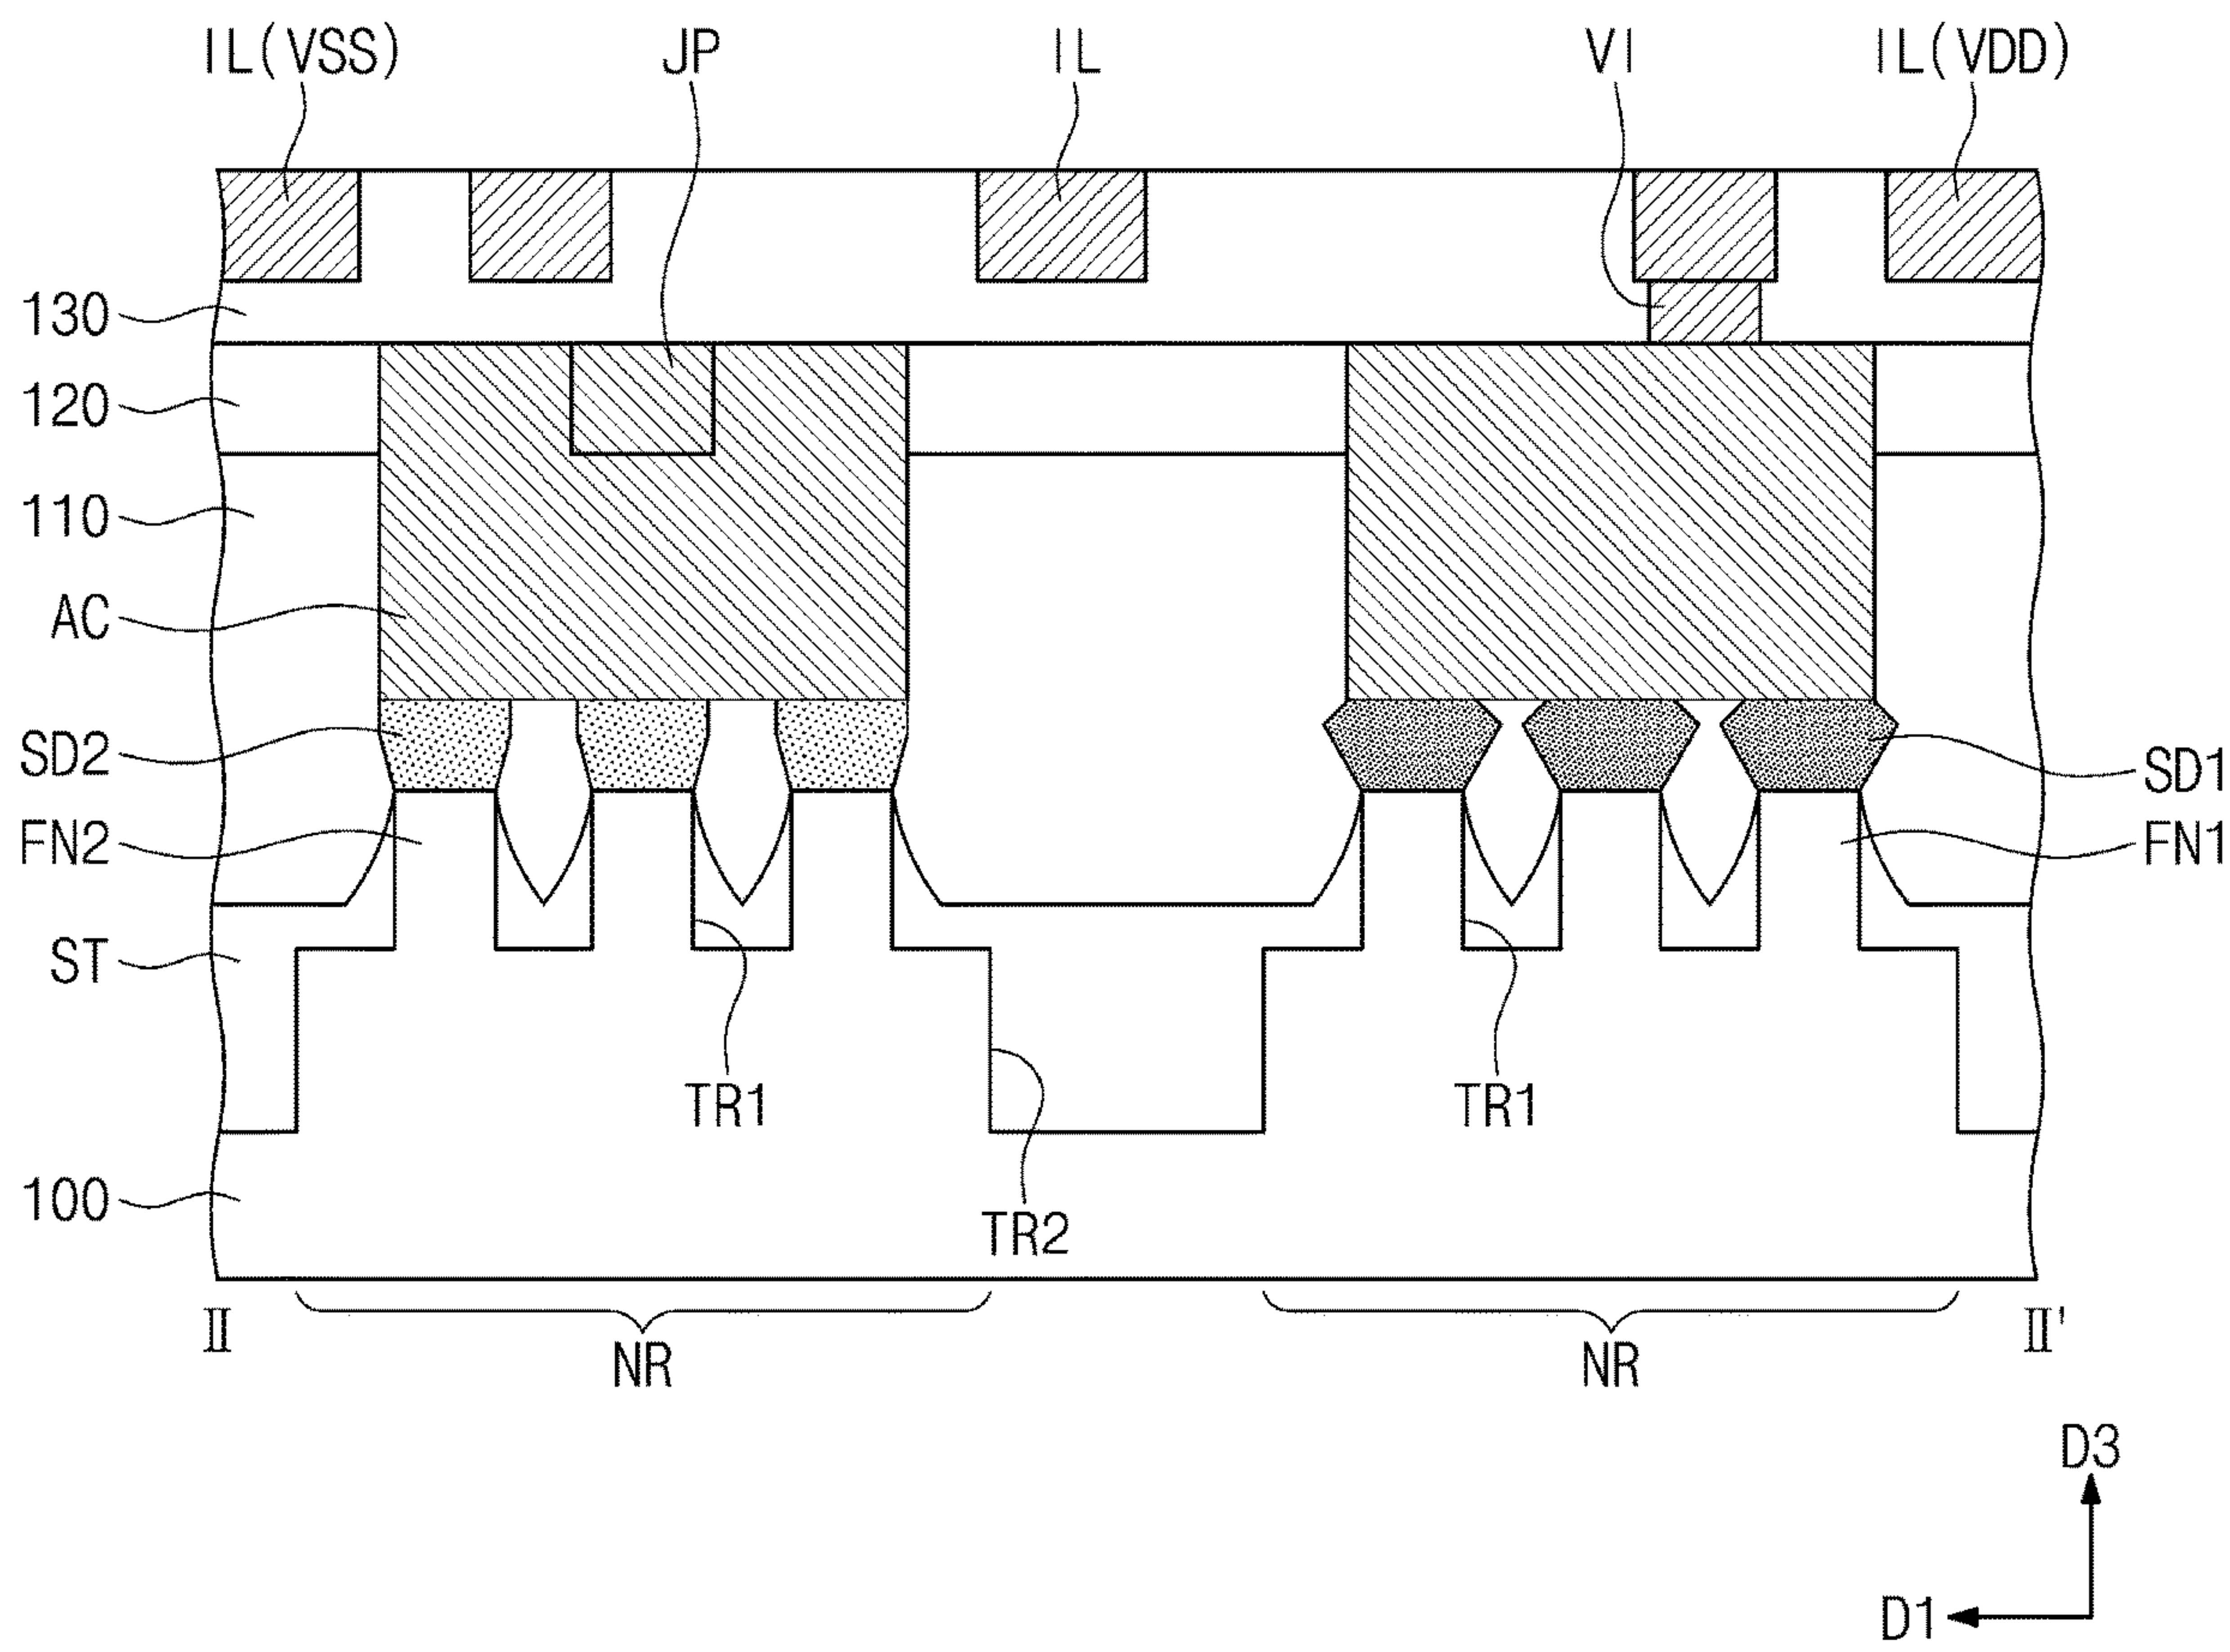 IL(VSS) JP IL VI IL(VDD)
130
120
110
AC
SD2 SD1
FN2 FN1
ST
TR1 TR1
100 TR2
II II'
NR NR
D3
D1